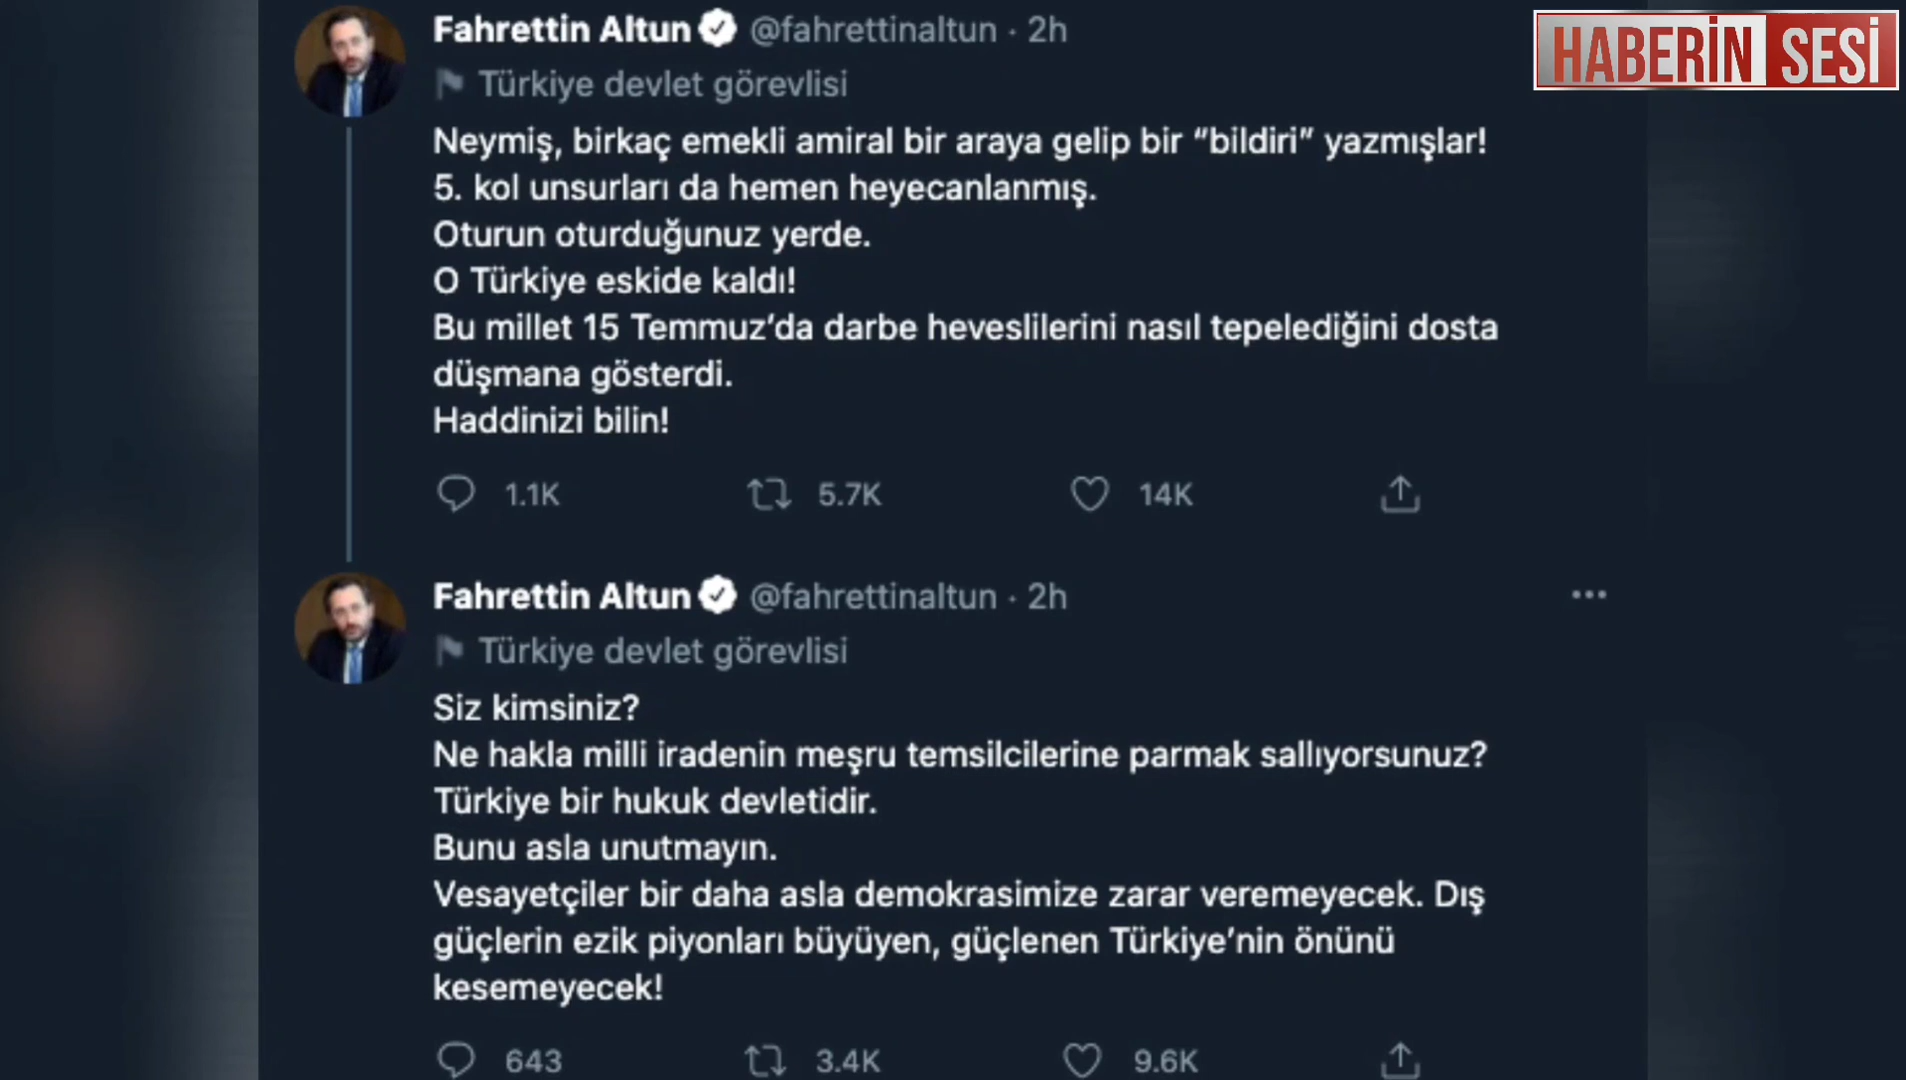 Fahrettin Altun @fahrettinaltun · 2h
HABERİN SESİ
Türkiye devlet görevlisi
Neymiş, birkaç emekli amiral bir araya gelip bir “bildiri” yazmışlar!
5. kol unsurları da hemen heyecanlanmış.
Oturun oturduğunuz yerde.
O Türkiye eskide kaldı!
Bu millet 15 Temmuz’da darbe heveslilerini nasıl tepelediğini dosta
düşmana gösterdi.
Haddinizi bilin!
1.1K 5.7K 14K
Fahrettin Altun @fahrettinaltun · 2h
Türkiye devlet görevlisi
Siz kimsiniz?
Ne hakla milli iradenin meşru temsilcilerine parmak sallıyorsunuz?
Türkiye bir hukuk devletidir.
Bunu asla unutmayın.
Vesayetçiler bir daha asla demokrasimize zarar veremeyecek. Dış
güçlerin ezik piyonları büyüyen, güçlenen Türkiye’nin önünü
kesemeyecek!
643 3.4K 9.6K